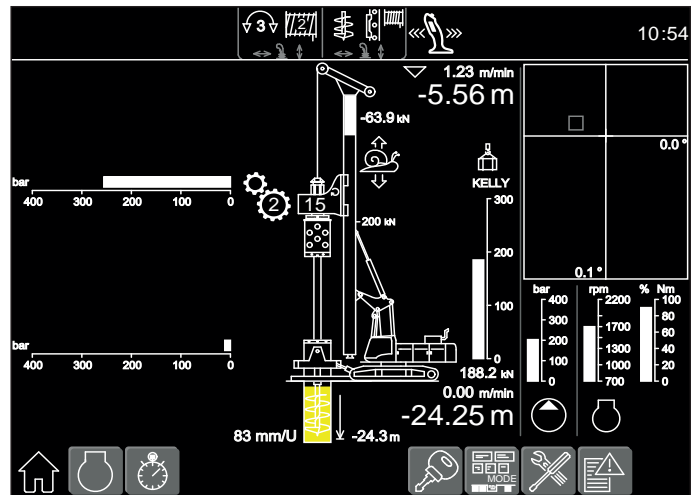 3 2 10:54
1.23 m/min
-5.56 m
-63.9 kN
0.0 °
KELLY
bar
400 300 200 100 0
2 15
300
200 kN
200
100
0
0.1 °
bar rpm % Nm
400 2200 100
300 1700 80
200 1300 60
100 1000 40
0 700 20
0
bar
400 300 200 100 0
188.2 kN
0.00 m/min
-24.25 m
83 mm/U -24.3 m
MODE